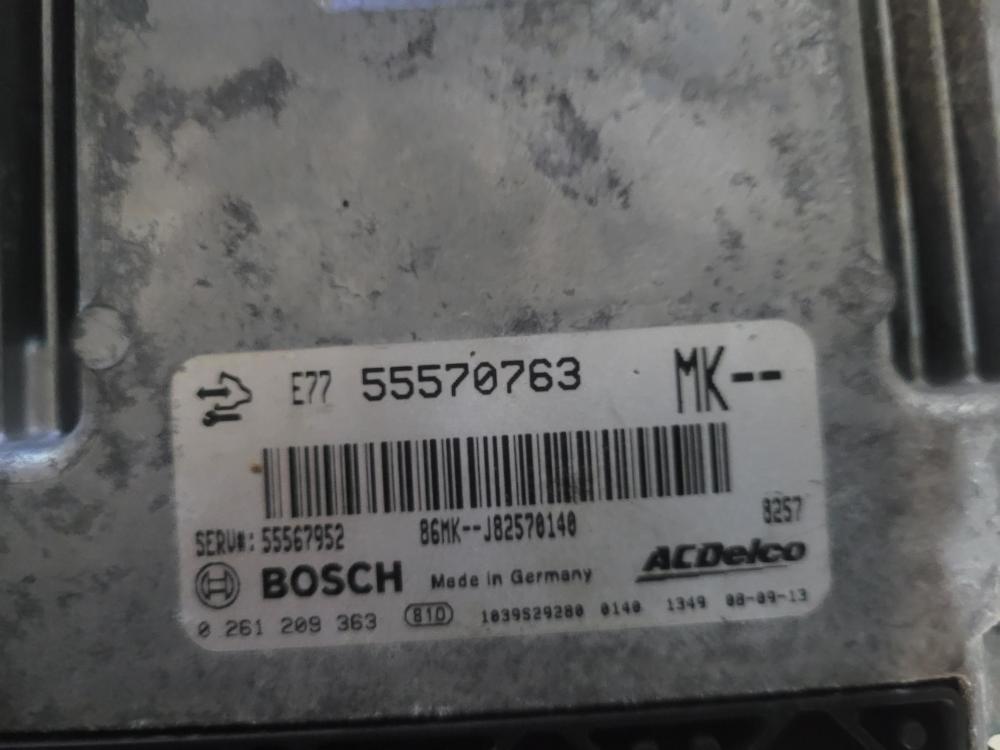 E77 55570763 MK--
SERV#: 55567952 86MK--J82570140 8257
BOSCH Made in Germany ACDelco
0 261 209 363 81D 1039S29280 0140 1349 08-09-13